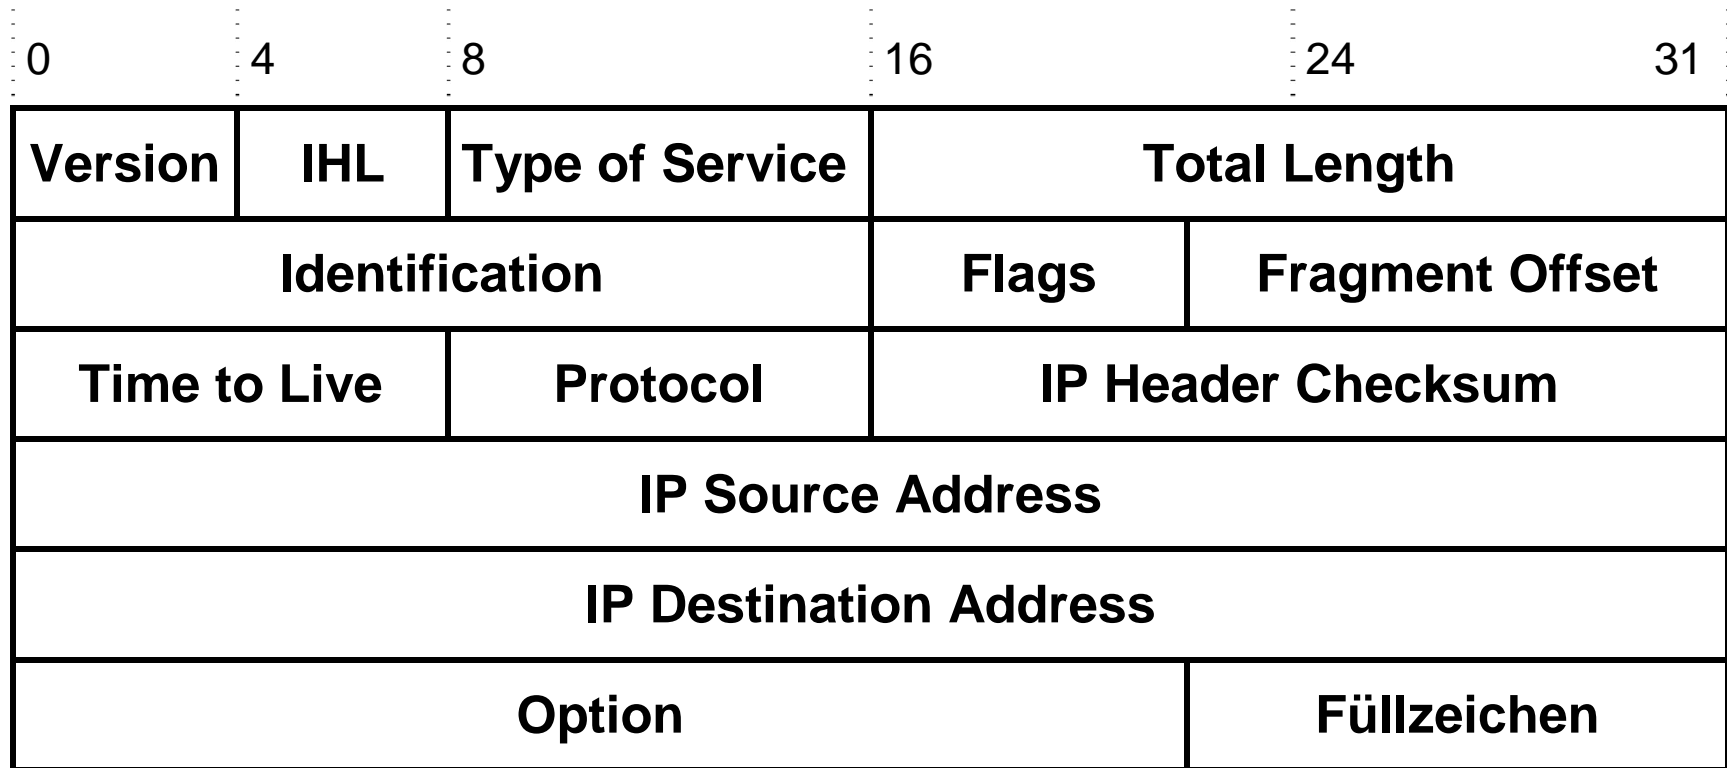 0 4 8 16 24 31
Version IHL Type of Service Total Length
Identification Flags Fragment Offset
Time to Live Protocol IP Header Checksum
IP Source Address
IP Destination Address
Option Füllzeichen